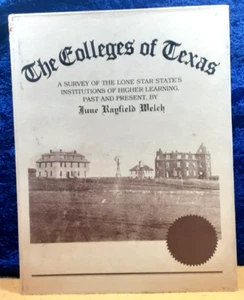 The Colleges of Texas
A SURVEY OF THE LONE STAR STATE'S
INSTITUTIONS OF HIGHER LEARNING,
PAST AND PRESENT, BY
June Rayfield Welch